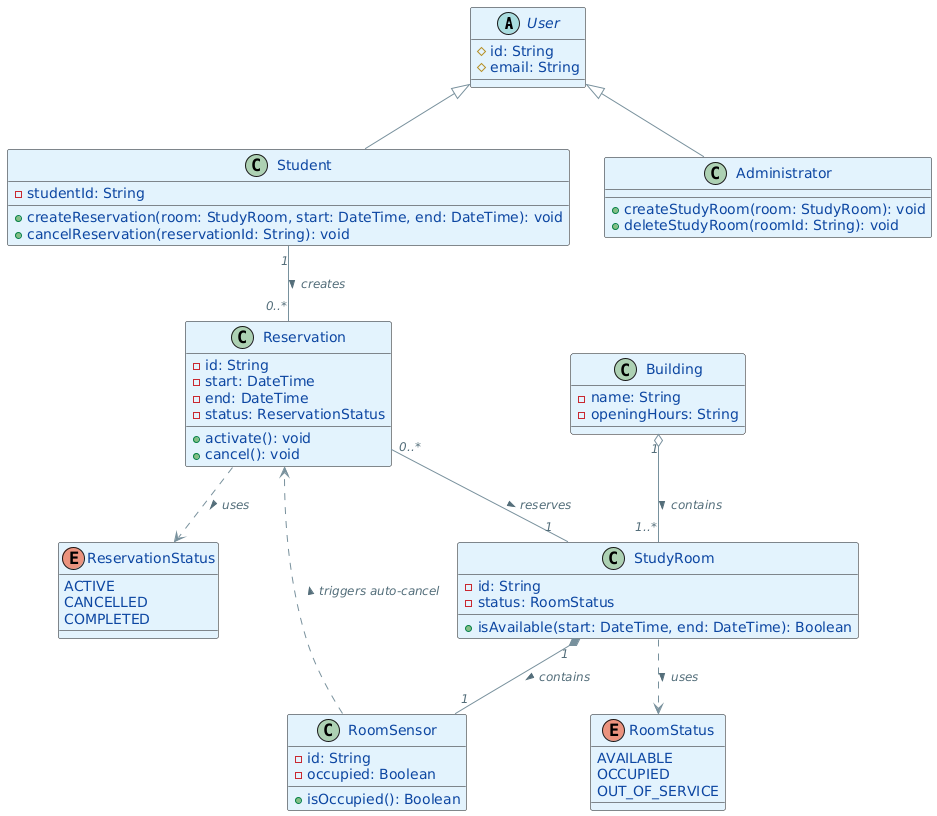 A User
id: String
email: String
C Student
studentId: String
createReservation(room: StudyRoom, start: DateTime, end: DateTime): void
cancelReservation(reservationId: String): void
C Administrator
createStudyRoom(room: StudyRoom): void
deleteStudyRoom(roomId: String): void
1
creates
0..*
C Reservation
id: String
start: DateTime
end: DateTime
status: ReservationStatus
activate(): void
cancel(): void
C Building
name: String
openingHours: String
0..*
reserves
1
1
contains
1..*
uses
E ReservationStatus
ACTIVE
CANCELLED
COMPLETED
triggers auto-cancel
C StudyRoom
id: String
status: RoomStatus
isAvailable(start: DateTime, end: DateTime): Boolean
1
contains
1
uses
C RoomSensor
id: String
occupied: Boolean
isOccupied(): Boolean
E RoomStatus
AVAILABLE
OCCUPIED
OUT_OF_SERVICE